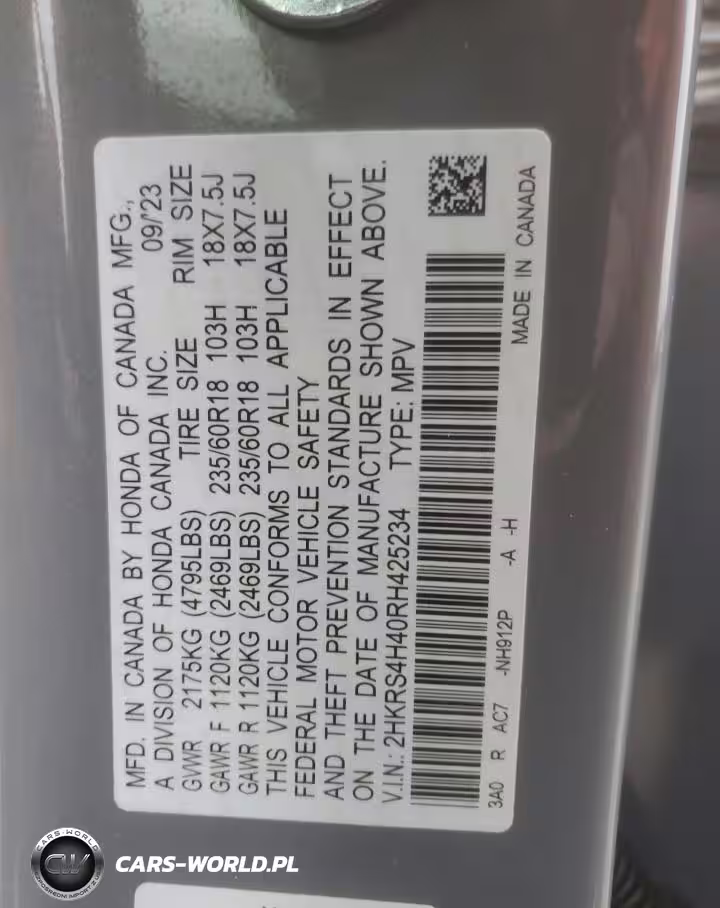 MFD. IN CANADA BY HONDA OF CANADA MFG.,
A DIVISION OF HONDA CANADA INC. 09/'23
GVWR 2175KG (4795LBS) TIRE SIZE RIM SIZE
GAWR F 1120KG (2469LBS) 235/60R18 103H 18X7.5J
GAWR R 1120KG (2469LBS) 235/60R18 103H 18X7.5J
THIS VEHICLE CONFORMS TO ALL APPLICABLE
FEDERAL MOTOR VEHICLE SAFETY
AND THEFT PREVENTION STANDARDS IN EFFECT
ON THE DATE OF MANUFACTURE SHOWN ABOVE.
V.I.N.: 2HKRS4H40RH425234 TYPE: MPV
3A0 R AC7 -NH912P -A -H
MADE IN CANADA
CARS-WORLD
CW
CARS-WORLD.PL